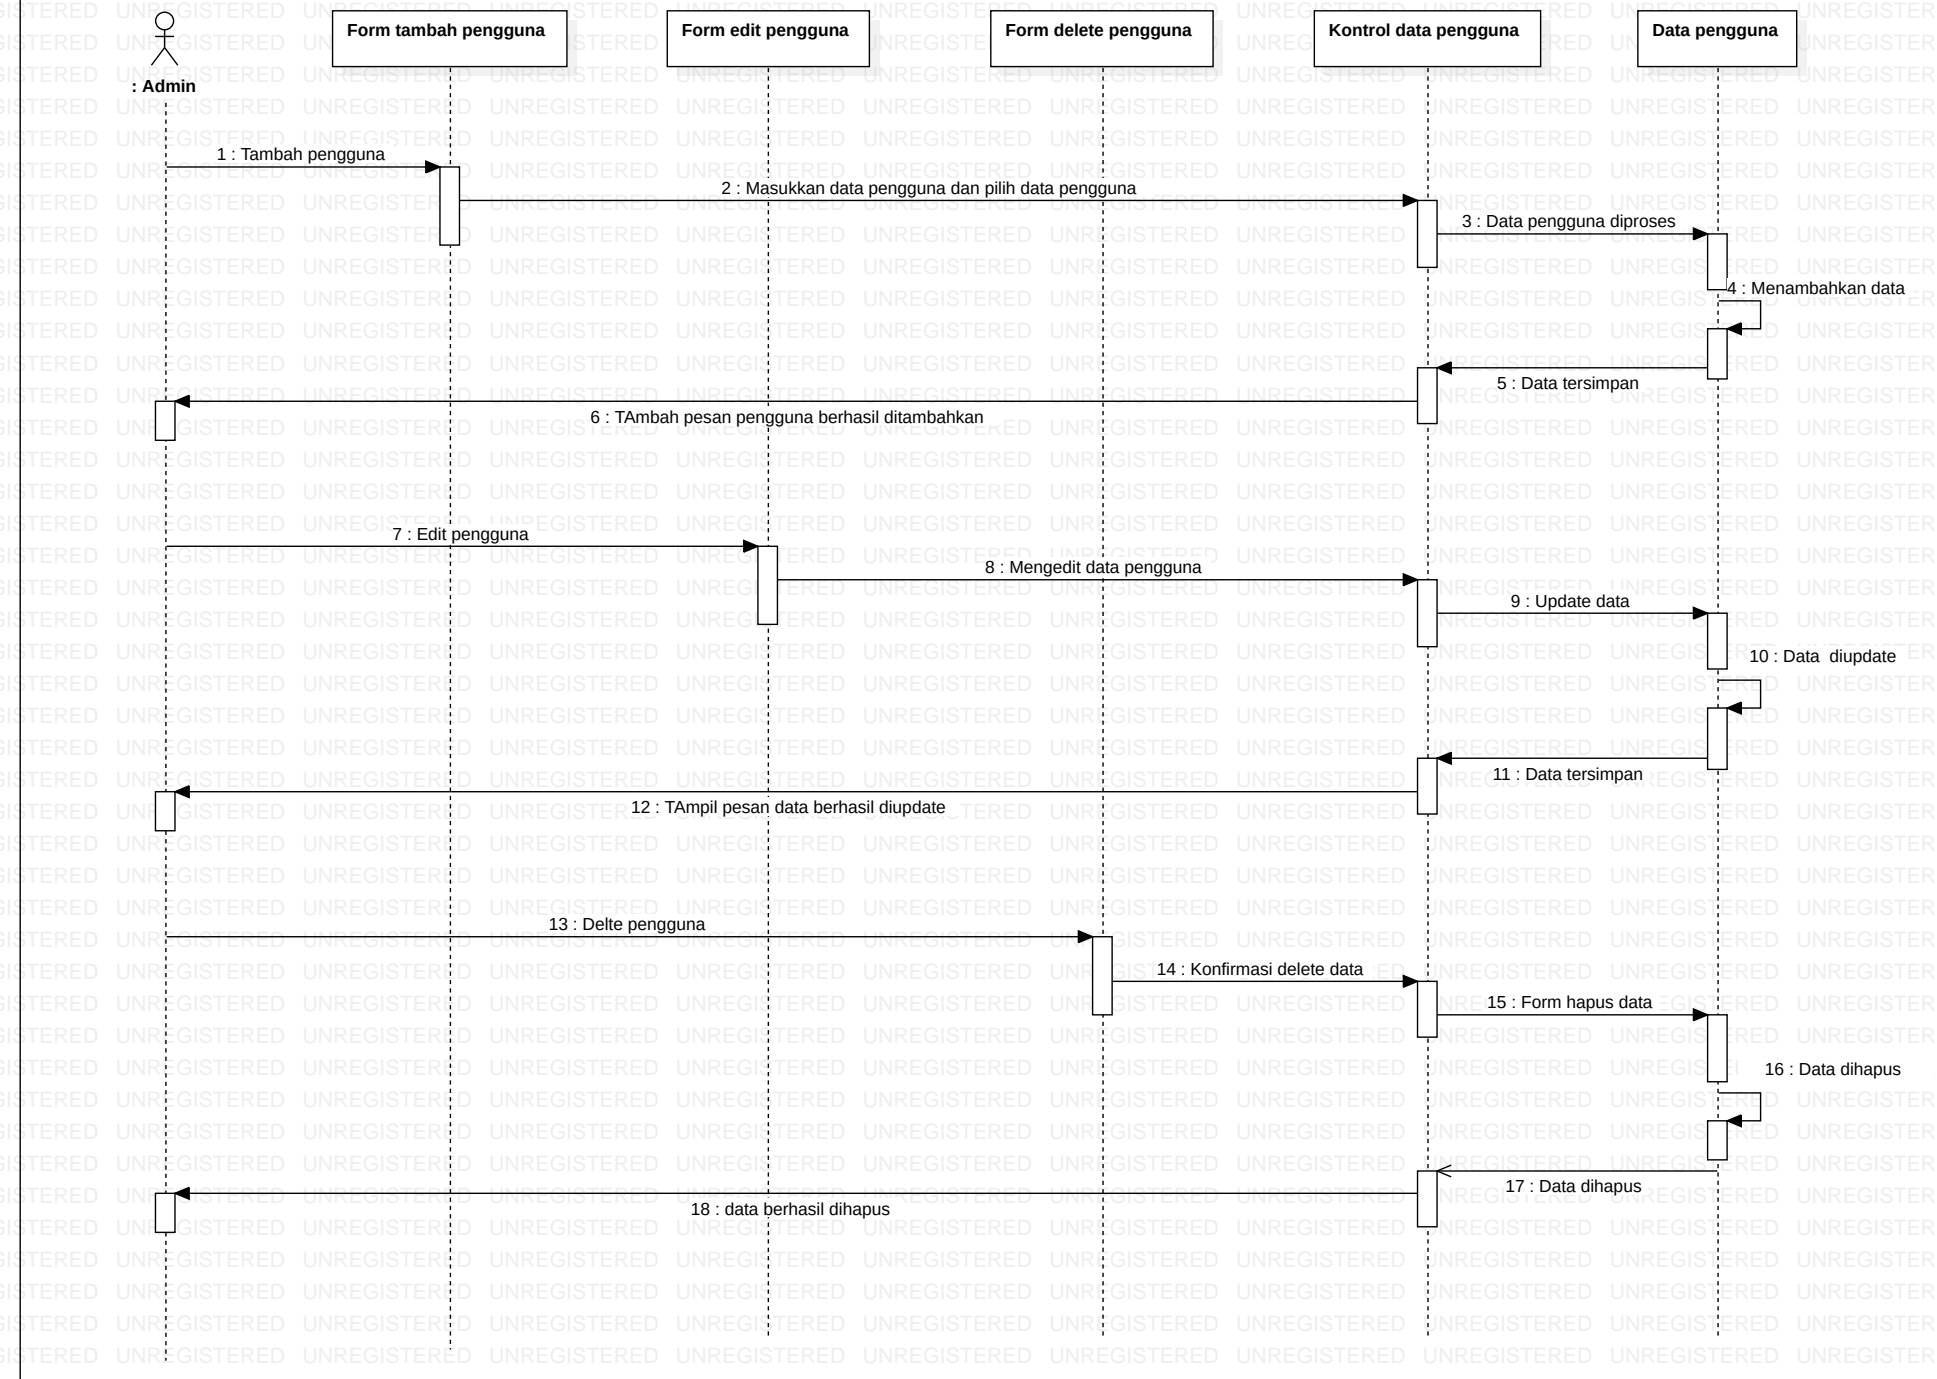 Form tambah pengguna
Form edit pengguna
Form delete pengguna
Kontrol data pengguna
Data pengguna
: Admin
1 : Tambah pengguna
2 : Masukkan data pengguna dan pilih data pengguna
3 : Data pengguna diproses
4 : Menambahkan data
5 : Data tersimpan
6 : TAmbah pesan pengguna berhasil ditambahkan
7 : Edit pengguna
8 : Mengedit data pengguna
9 : Update data
10 : Data  diupdate
11 : Data tersimpan
12 : TAmpil pesan data berhasil diupdate
13 : Delte pengguna
14 : Konfirmasi delete data
15 : Form hapus data
16 : Data dihapus
17 : Data dihapus
18 : data berhasil dihapus
UNREGISTERED